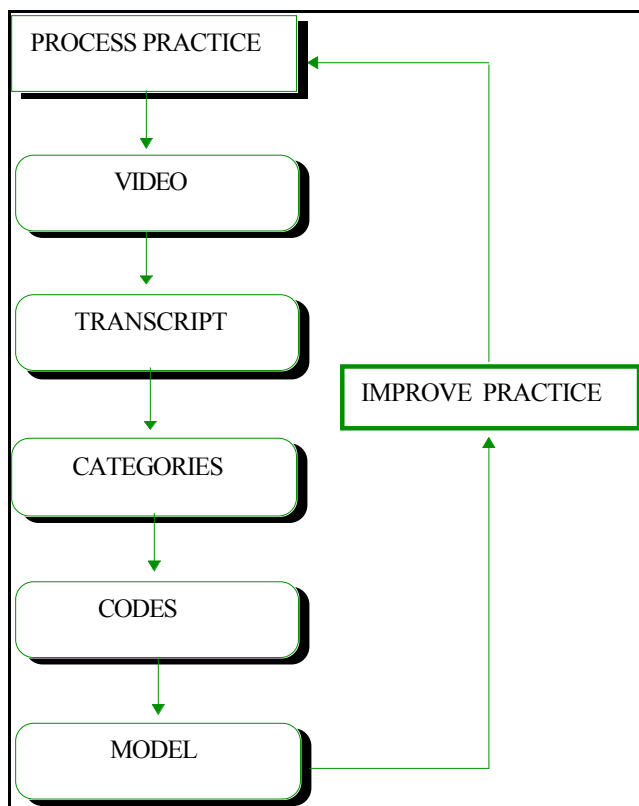 PROCESS PRACTICE
VIDEO
TRANSCRIPT
IMPROVE PRACTICE
CATEGORIES
CODES
MODEL